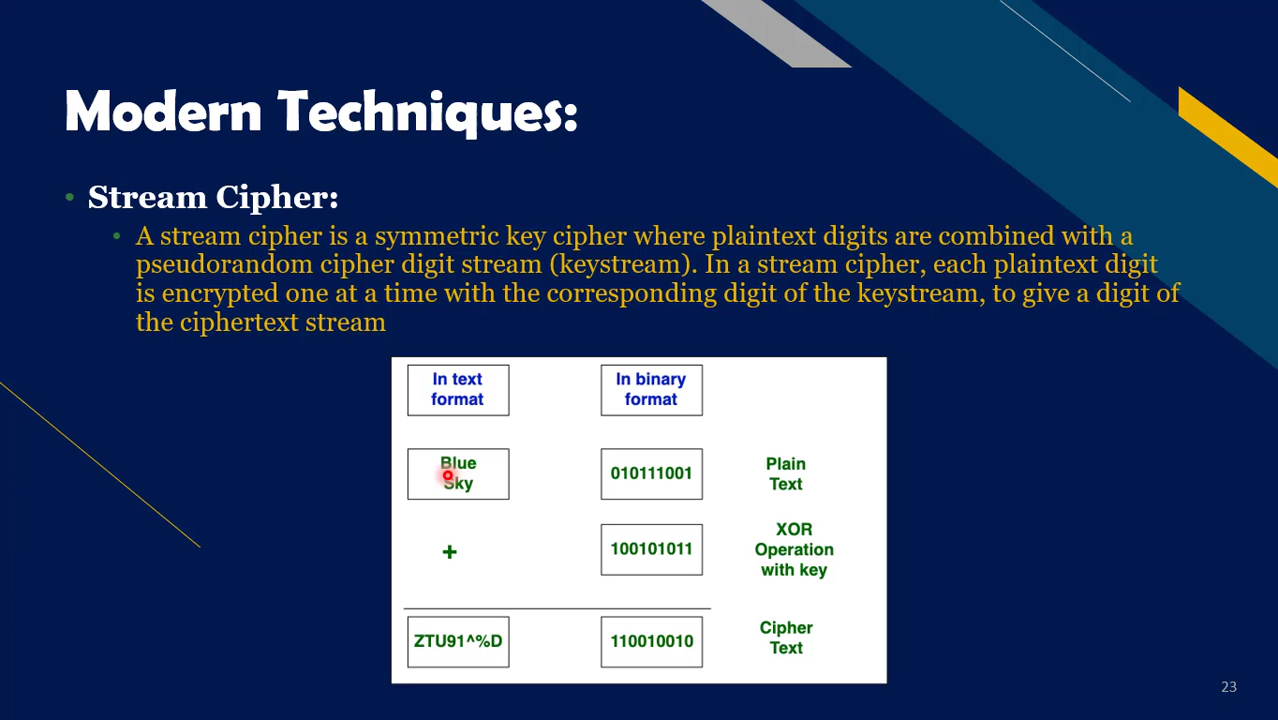 Modern Techniques:
• Stream Cipher:
• A stream cipher is a symmetric key cipher where plaintext digits are combined with a
pseudorandom cipher digit stream (keystream). In a stream cipher, each plaintext digit
is encrypted one at a time with the corresponding digit of the keystream, to give a digit of
the ciphertext stream
In text
format
In binary
format
Blue
Sky
010111001
Plain
Text
+
100101011
XOR
Operation
with key
ZTU91^%D
110010010
Cipher
Text
23